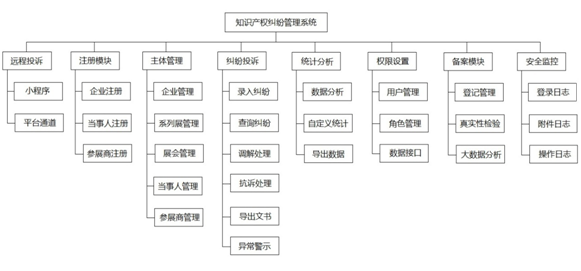 知识产权纠纷管理系统
远程投诉
小程序
平台通道
注册模块
企业注册
当事人注册
参展商注册
主体管理
企业管理
系列展管理
展会管理
当事人管理
参展商管理
纠纷投诉
录入纠纷
查询纠纷
调解处理
抗诉处理
导出文书
异常警示
统计分析
数据分析
自定义统计
导出数据
权限设置
用户管理
角色管理
数据接口
备案模块
登记管理
真实性检验
大数据分析
安全监控
登录日志
附件日志
操作日志